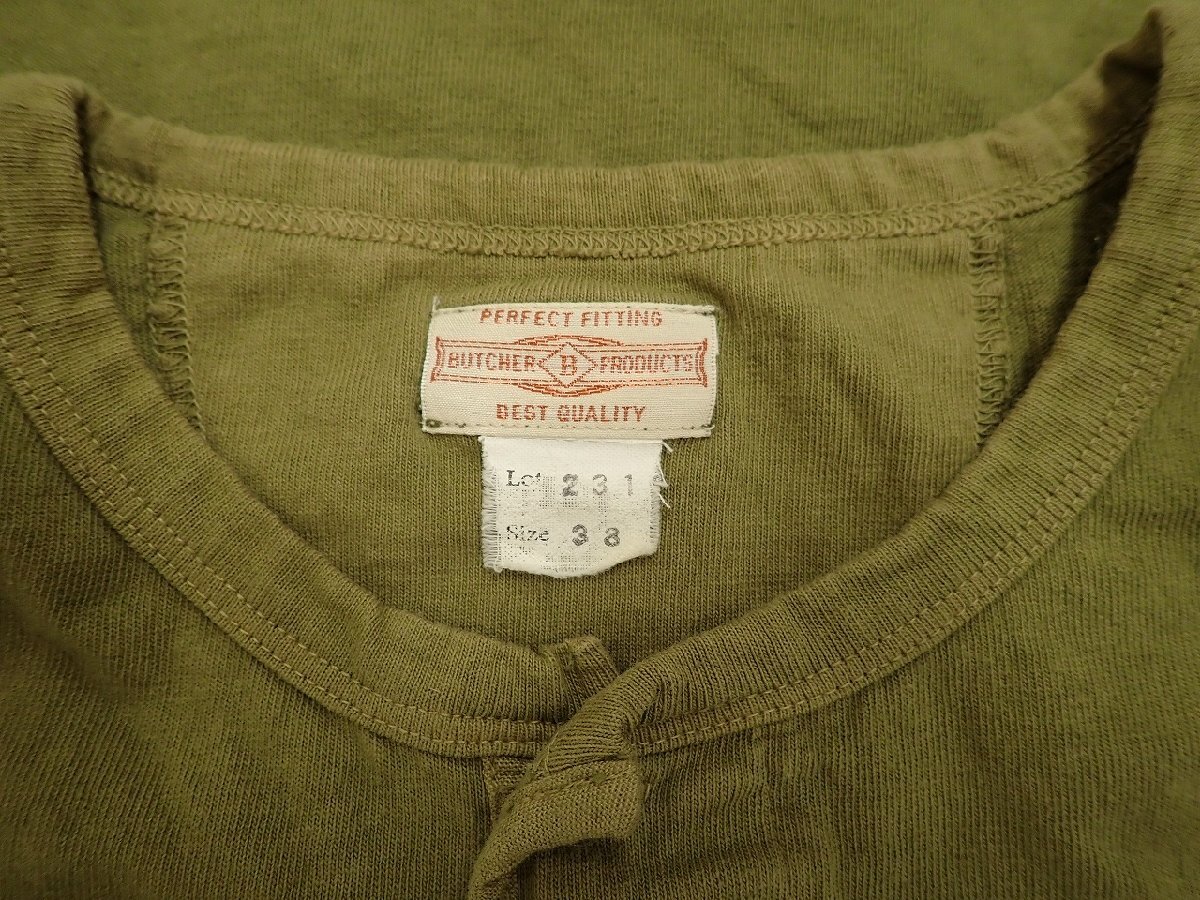 PERFECT FITTING
BUTCHER B PRODUCTS
BEST QUALITY
Lot 231
Size 38